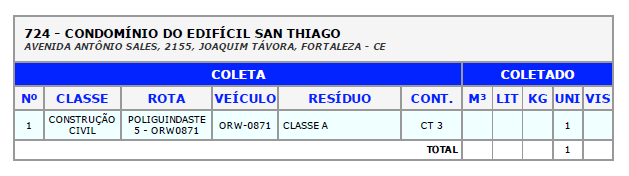 724 - CONDOMÍNIO DO EDIFÍCIL SAN THIAGO
AVENIDA ANTÔNIO SALES, 2155, JOAQUIM TÁVORA, FORTALEZA - CE
COLETA COLETADO
Nº CLASSE ROTA VEÍCULO RESÍDUO CONT. M³ LIT KG UNI VIS
1 CONSTRUÇÃO CIVIL POLIGUINDASTE 5 - ORW0871 ORW-0871 CLASSE A CT 3 1
TOTAL 1